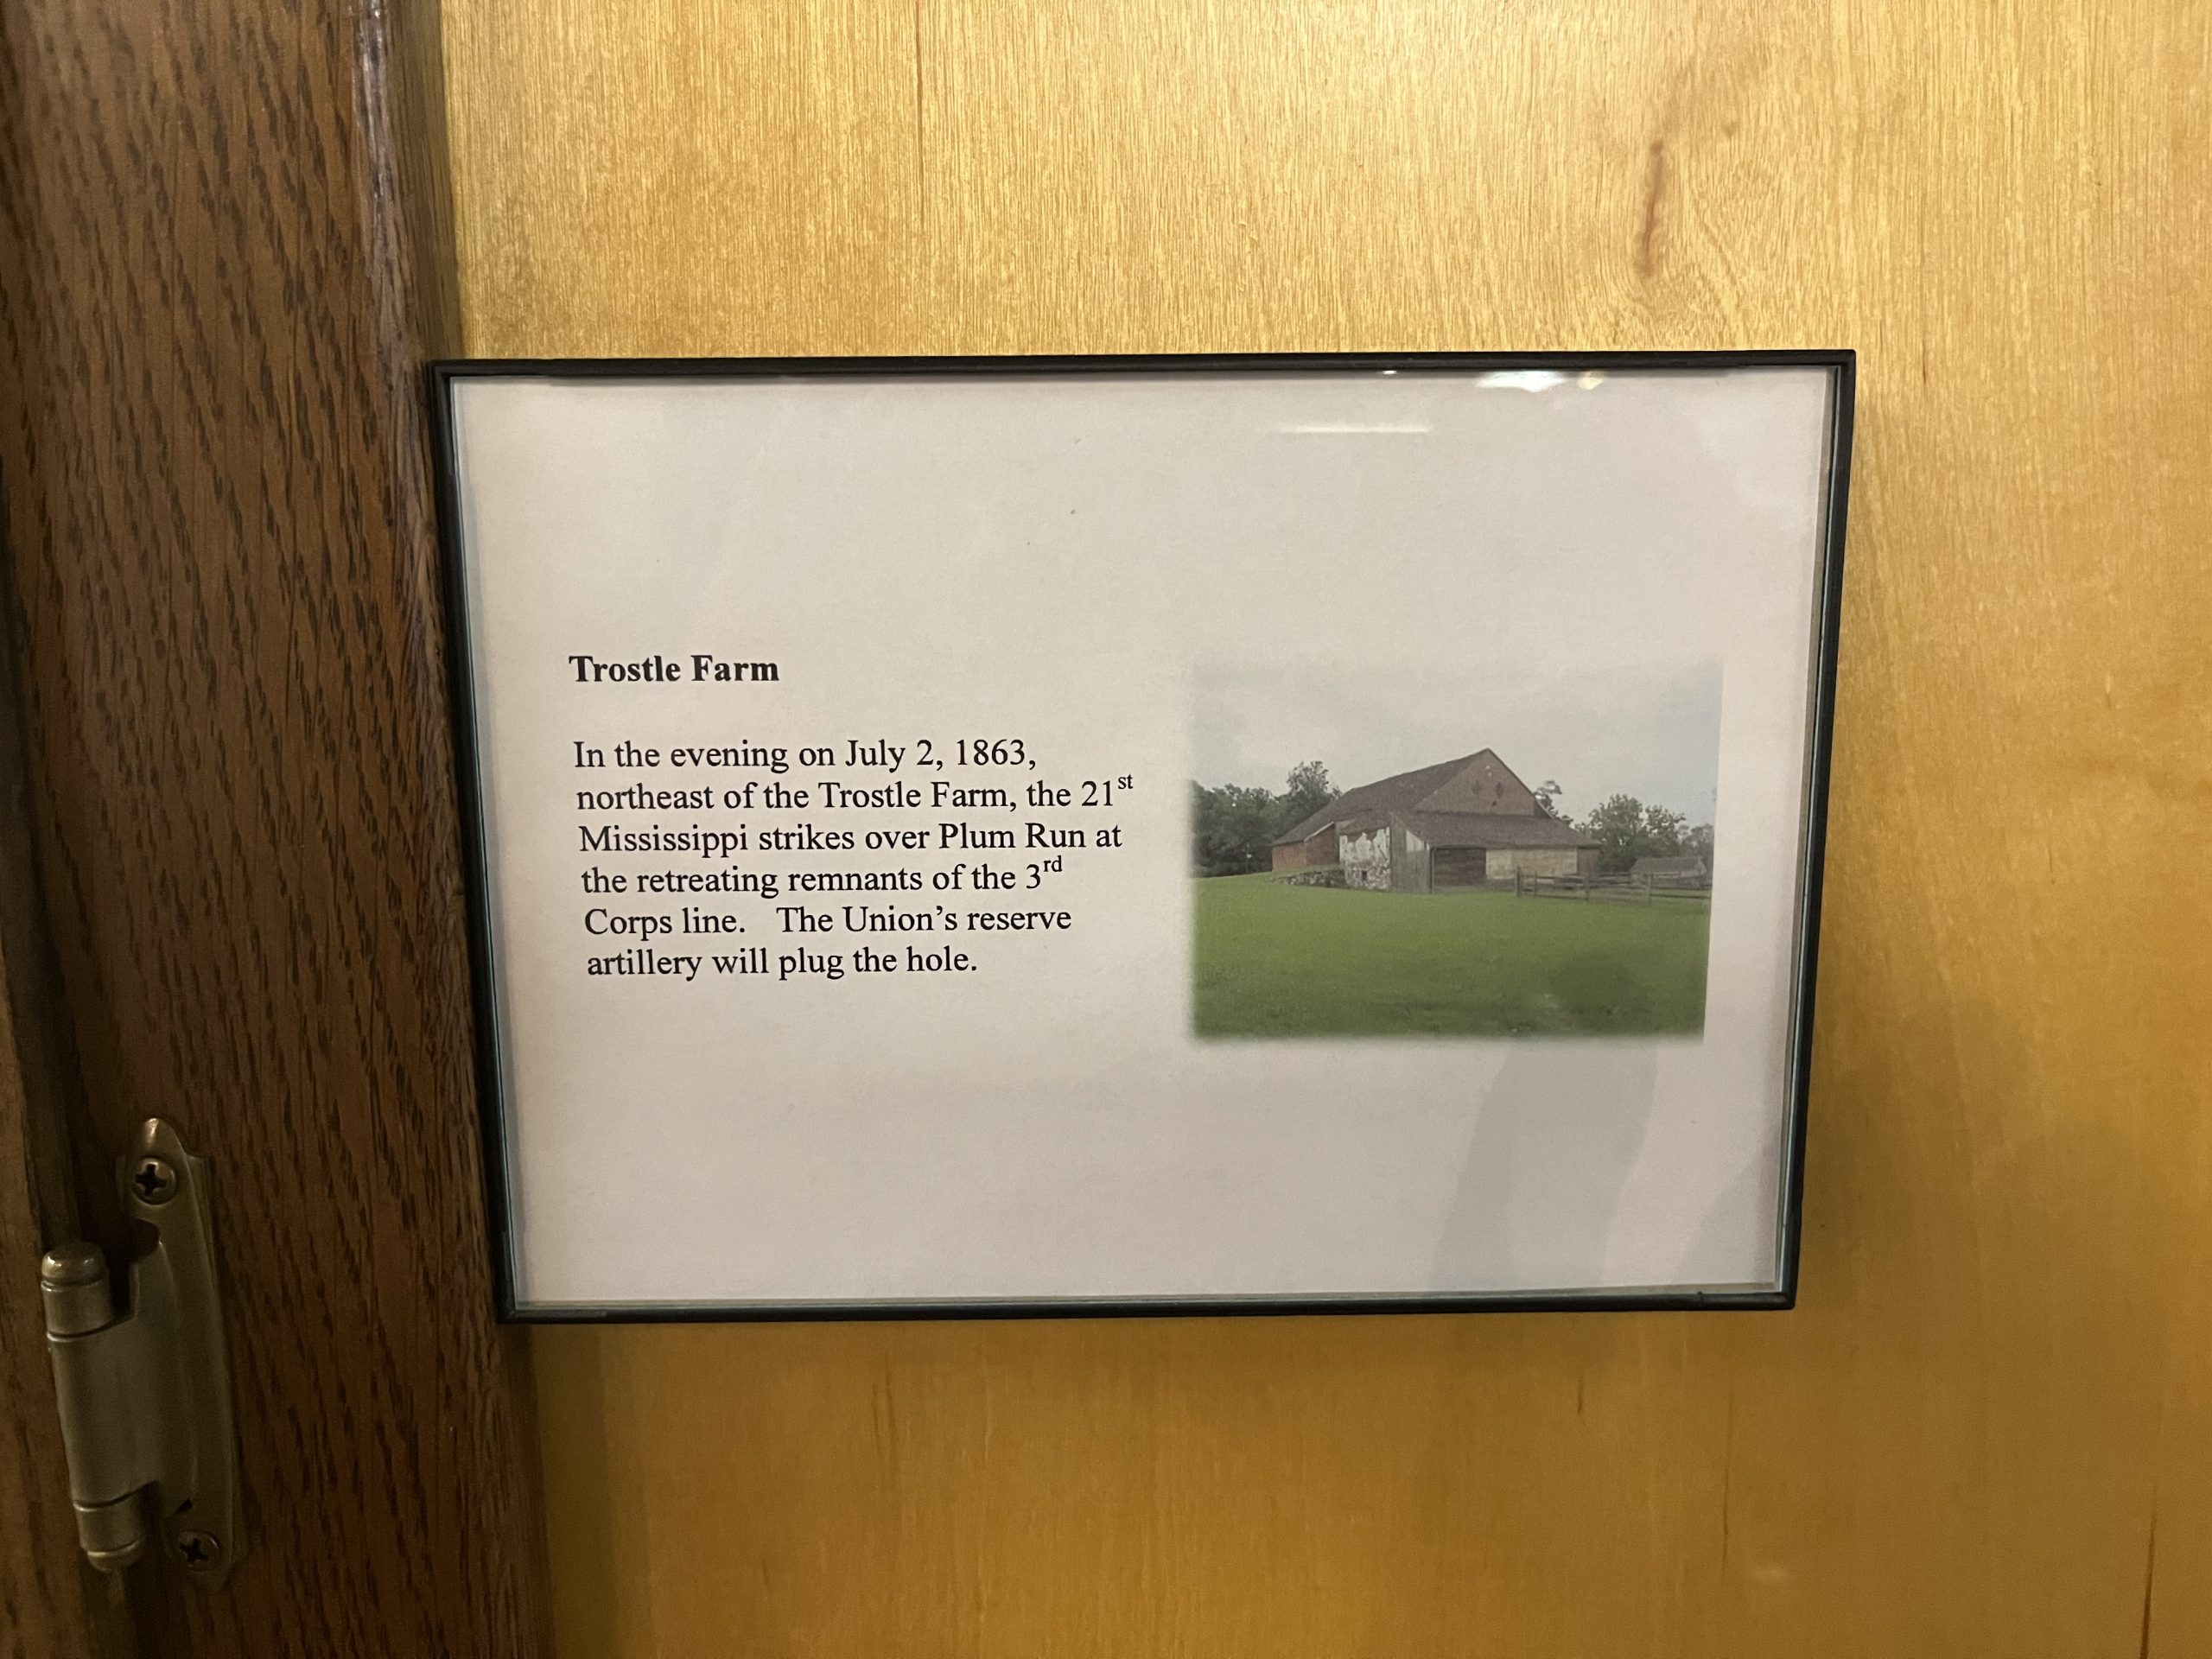 Trostle Farm
In the evening on July 2, 1863,
northeast of the Trostle Farm, the 21st
Mississippi strikes over Plum Run at
the retreating remnants of the 3rd
Corps line.   The Union’s reserve
artillery will plug the hole.